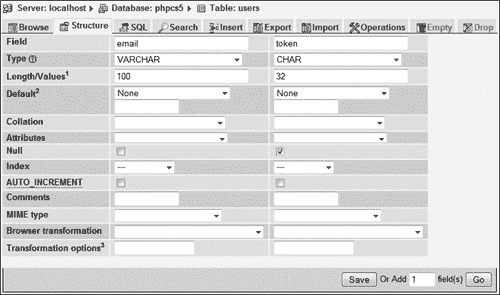 Server: localhost ▸ Database: phpcs5 ▸ Table: users
Browse Structure SQL Search Insert Export Import Operations Empty Drop
Field email token
Type VARCHAR CHAR
Length/Values1 100 32
Default2 None None
Collation
Attributes
Null
Index --- ---
AUTO_INCREMENT
Comments
MIME type
Browser transformation
Transformation options3
Save Or Add 1 field(s) Go